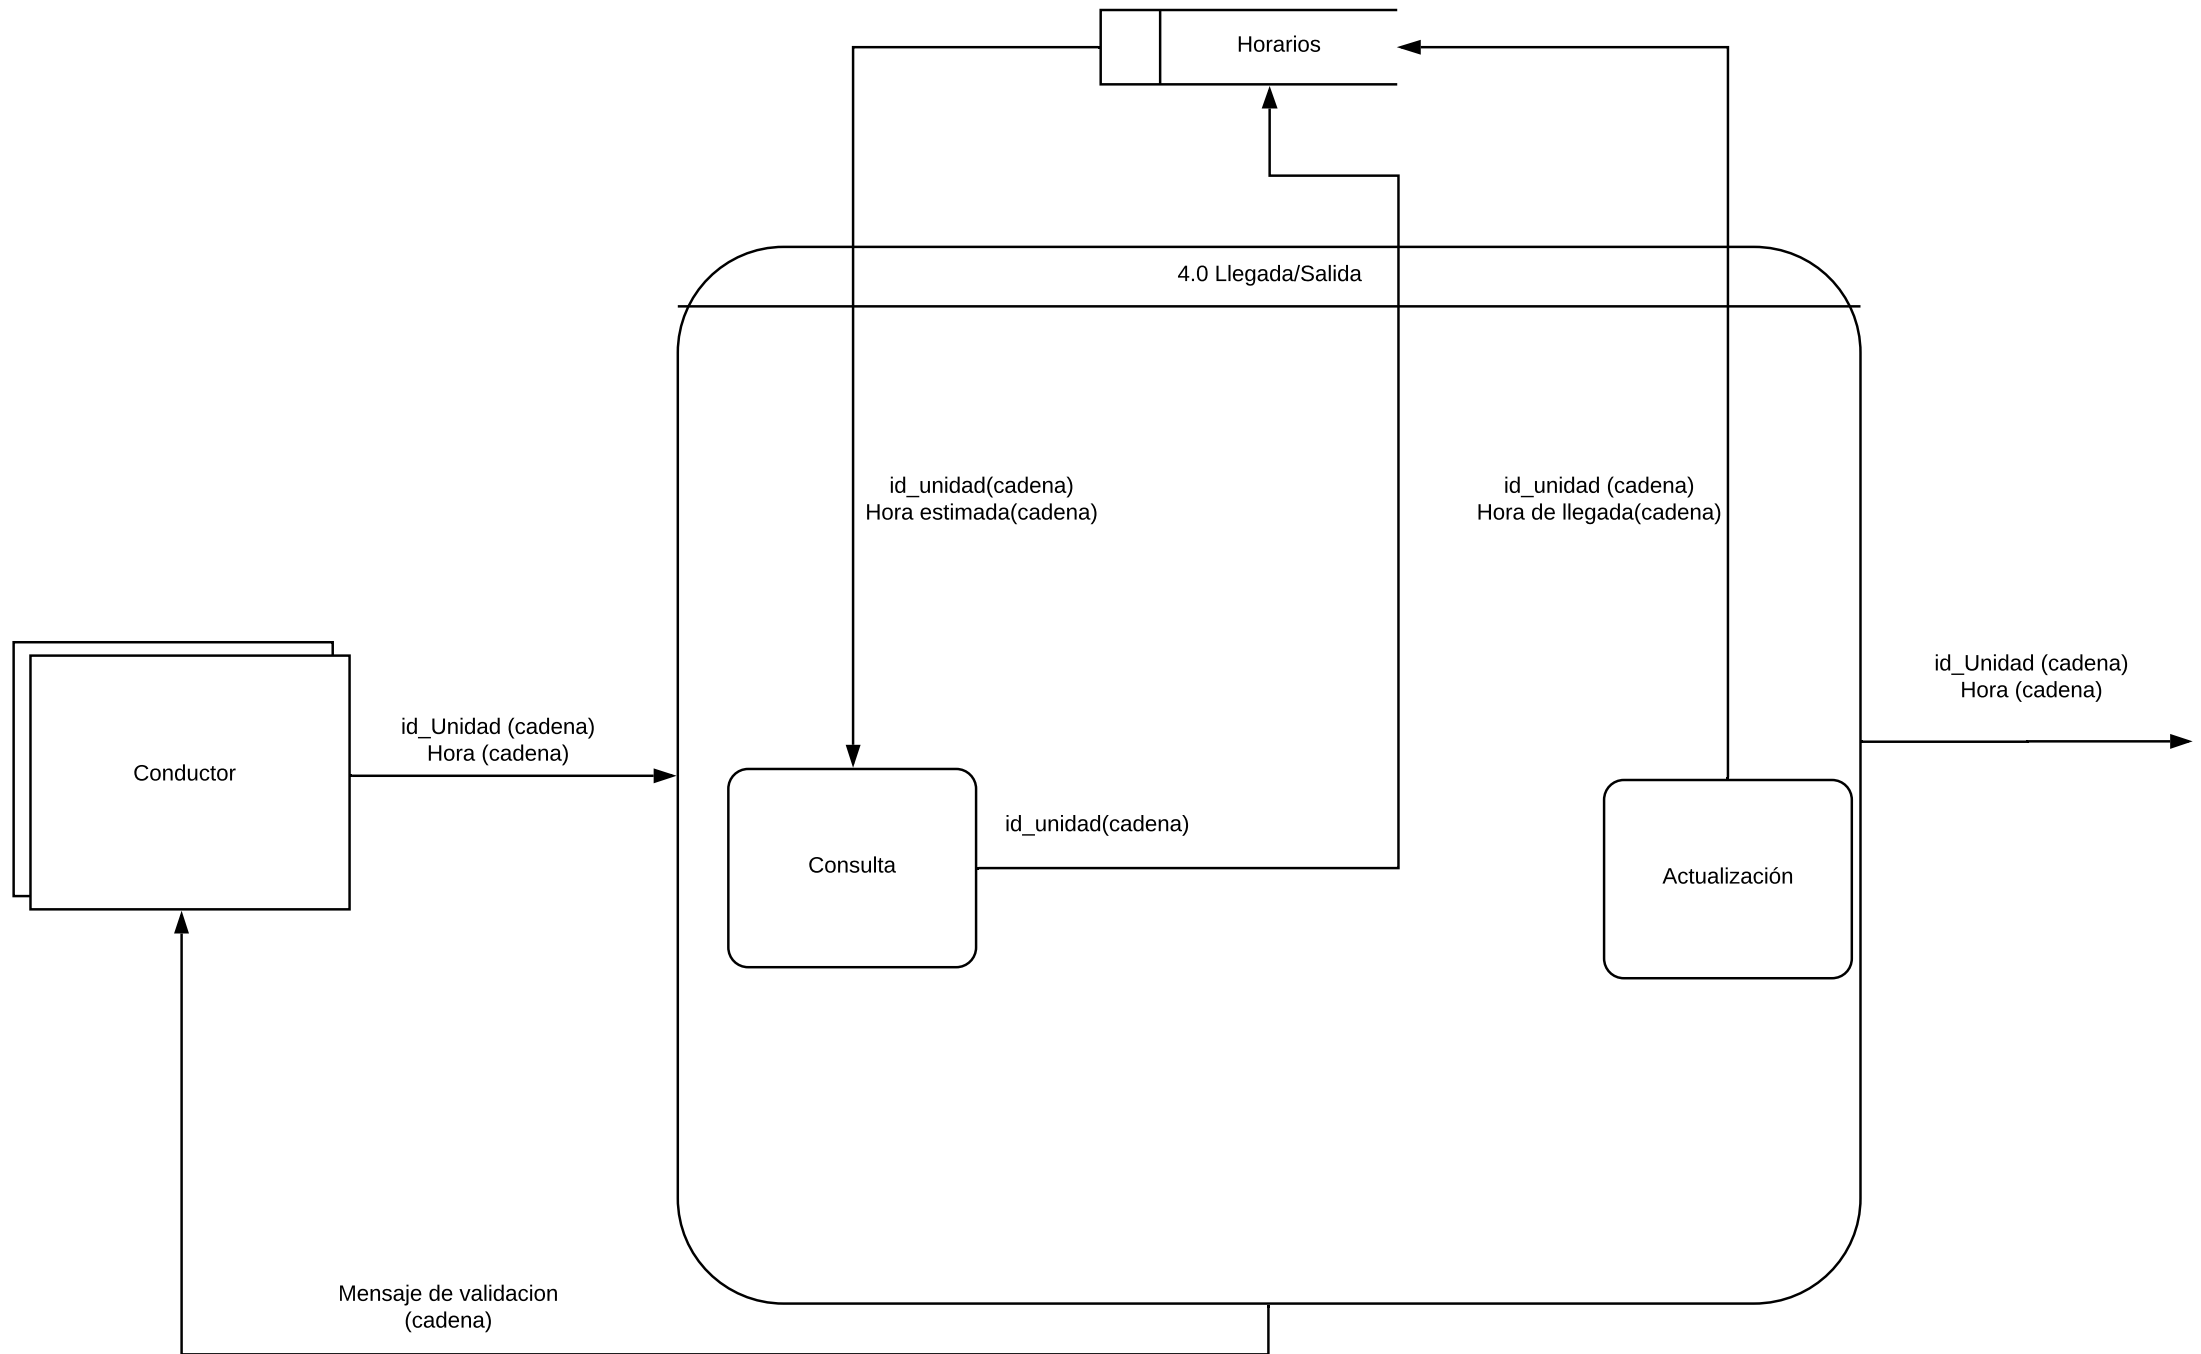 Horarios
4.0 Llegada/Salida
id_unidad(cadena)
Hora estimada(cadena)
id_unidad (cadena)
Hora de llegada(cadena)
id_Unidad (cadena)
Hora (cadena)
id_Unidad (cadena)
Hora (cadena)
Conductor
id_unidad(cadena)
Consulta
Actualización
Mensaje de validacion
(cadena)